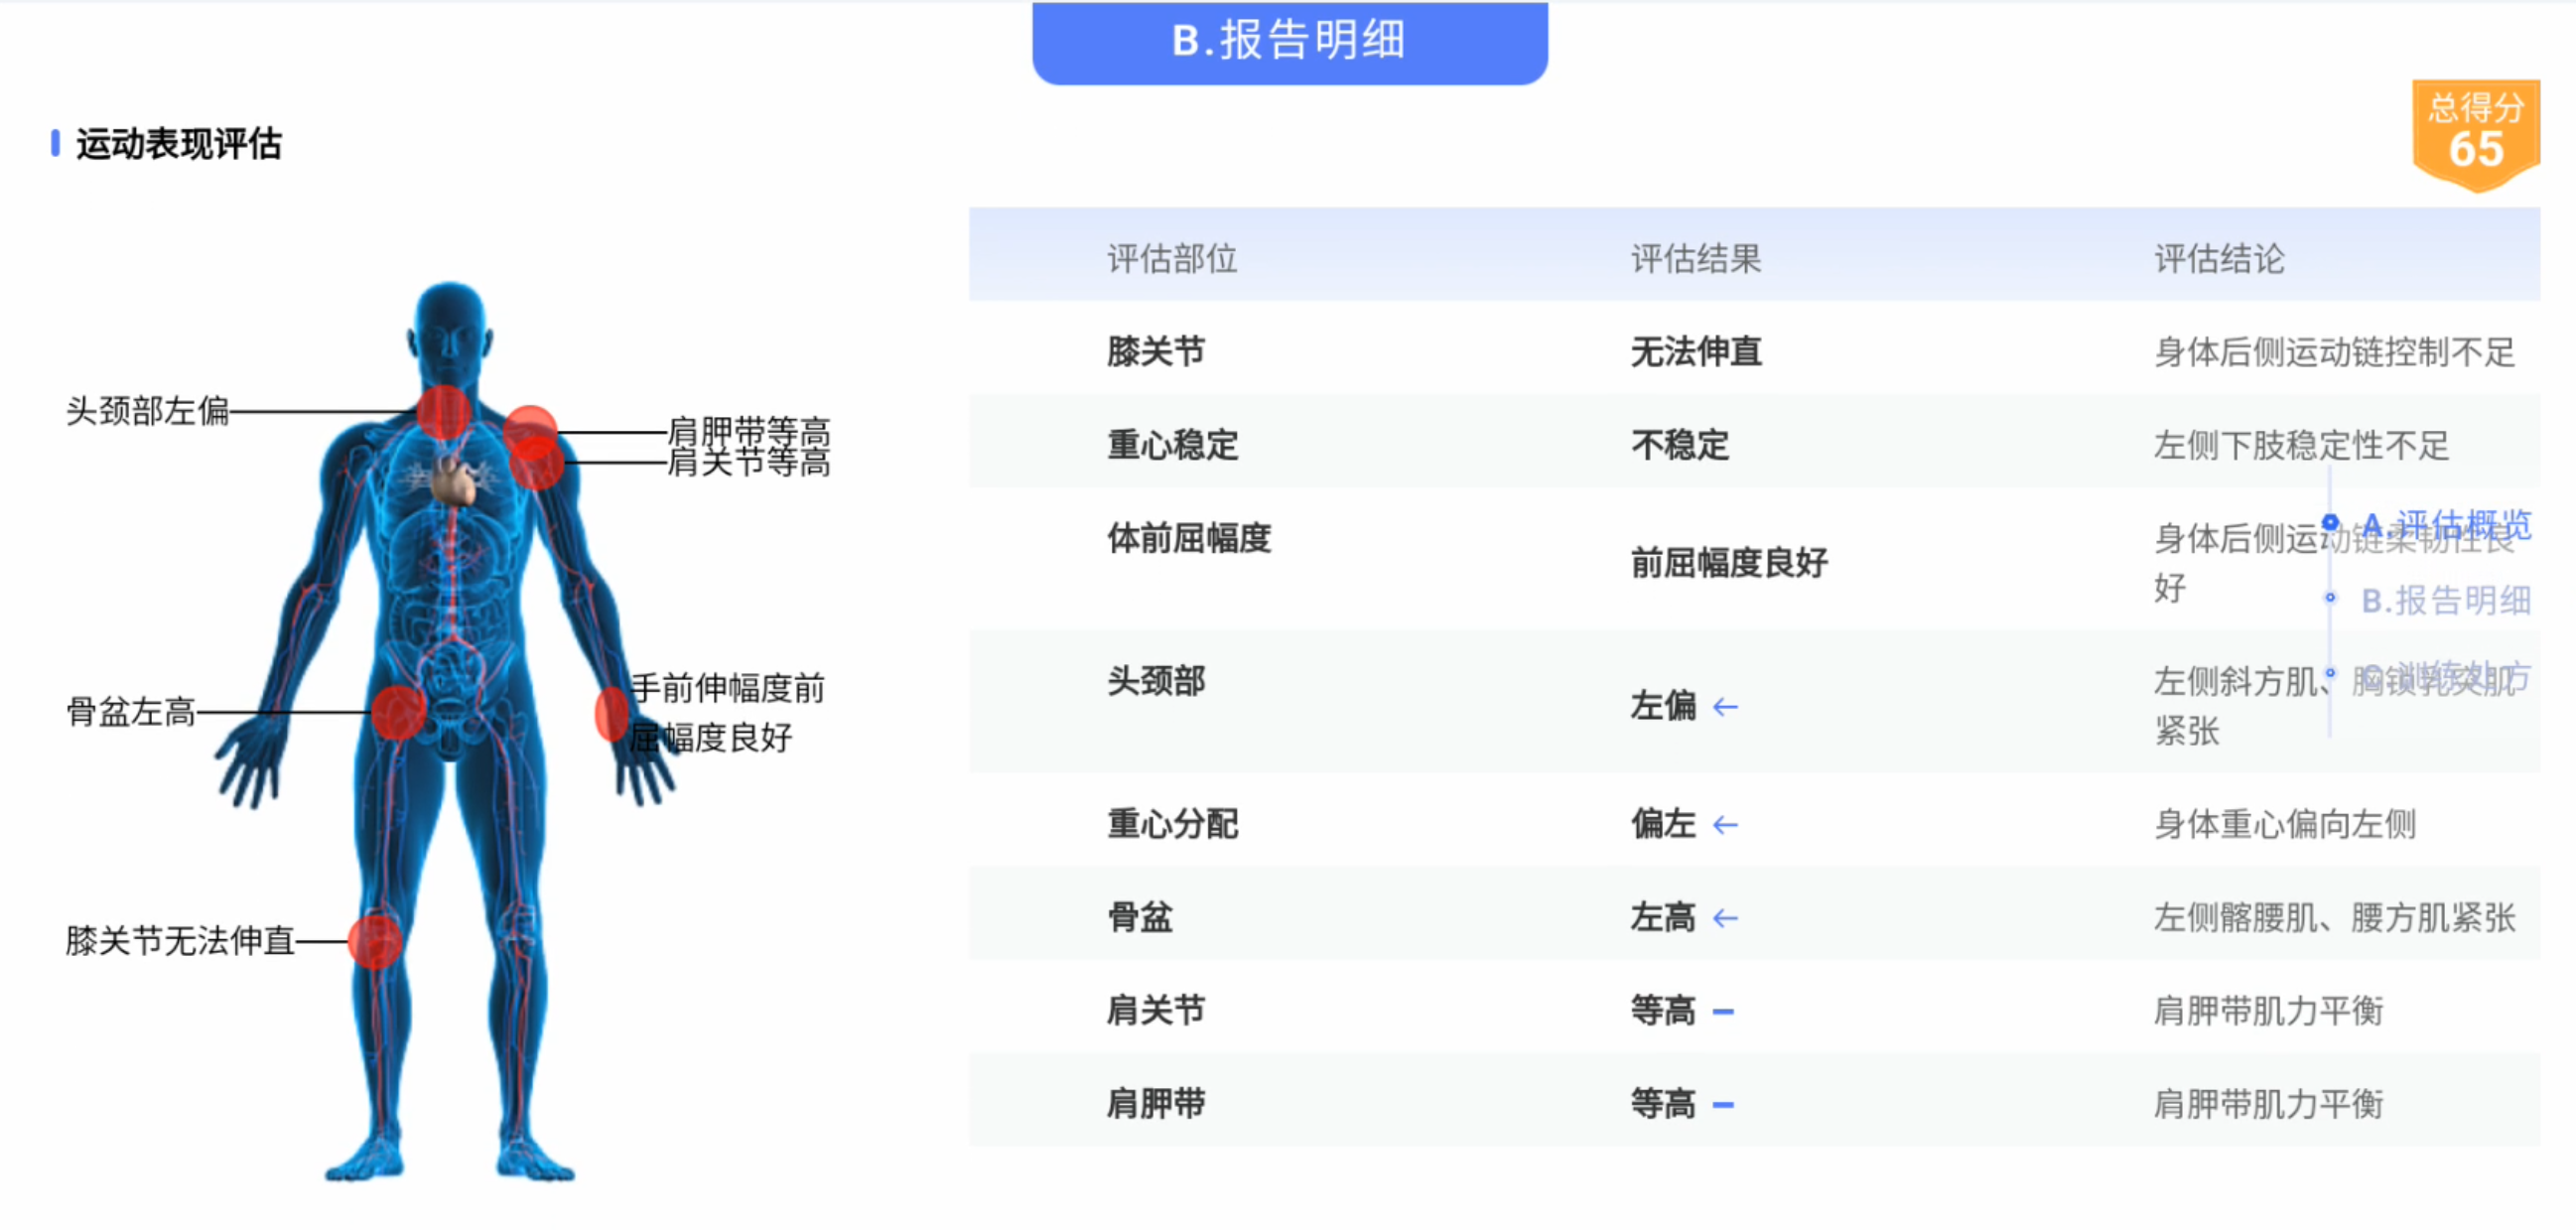 B.报告明细
运动表现评估
总得分
65
头颈部左偏
肩胛带等高
肩关节等高
骨盆左高
手前伸幅度前
屈幅度良好
膝关节无法伸直
评估部位 评估结果 评估结论
膝关节 无法伸直 身体后侧运动链控制不足
重心稳定 不稳定 左侧下肢稳定性不足
体前屈幅度 前屈幅度良好 身体后侧运动链柔韧性良
好
头颈部 左偏 ← 左侧斜方肌、胸锁乳突肌
紧张
重心分配 偏左 ← 身体重心偏向左侧
骨盆 左高 ← 左侧髂腰肌、腰方肌紧张
肩关节 等高 – 肩胛带肌力平衡
肩胛带 等高 – 肩胛带肌力平衡
A.评估概览
B.报告明细
C.训练处方